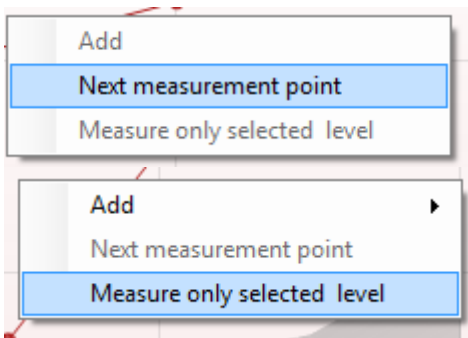 Add
Next measurement point
Measure only selected  level
Add
Next measurement point
Measure only selected  level